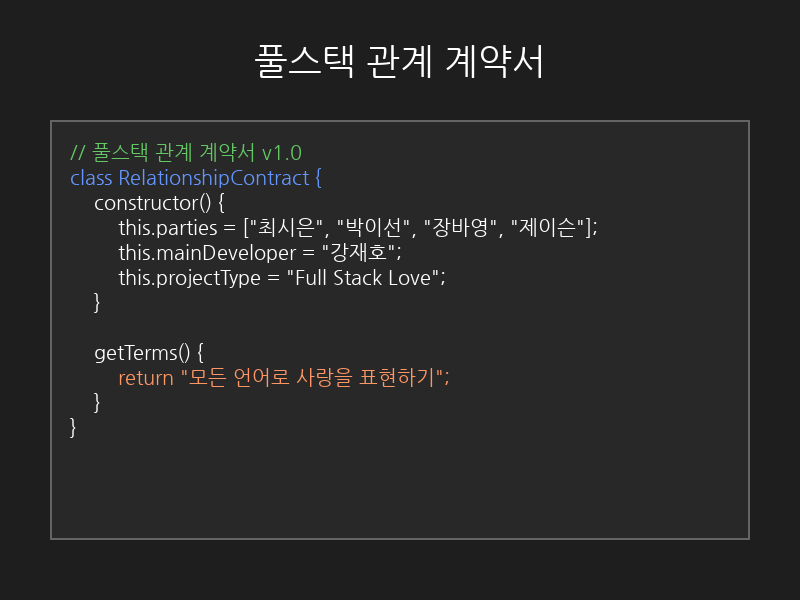 풀스택 관계 계약서
// 풀스택 관계 계약서 v1.0
class RelationshipContract {
constructor() {
this.parties = ["최시은", "박이선", "장바영", "제이슨"];
this.mainDeveloper = "강재호";
this.projectType = "Full Stack Love";
}
getTerms() {
return "모든 언어로 사랑을 표현하기";
}
}